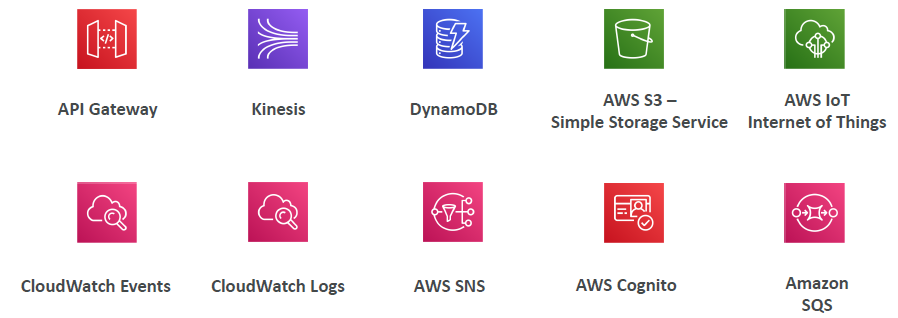 API Gateway
Kinesis
DynamoDB
AWS S3 –
Simple Storage Service
AWS IoT
Internet of Things
CloudWatch Events
CloudWatch Logs
AWS SNS
AWS Cognito
Amazon
SQS